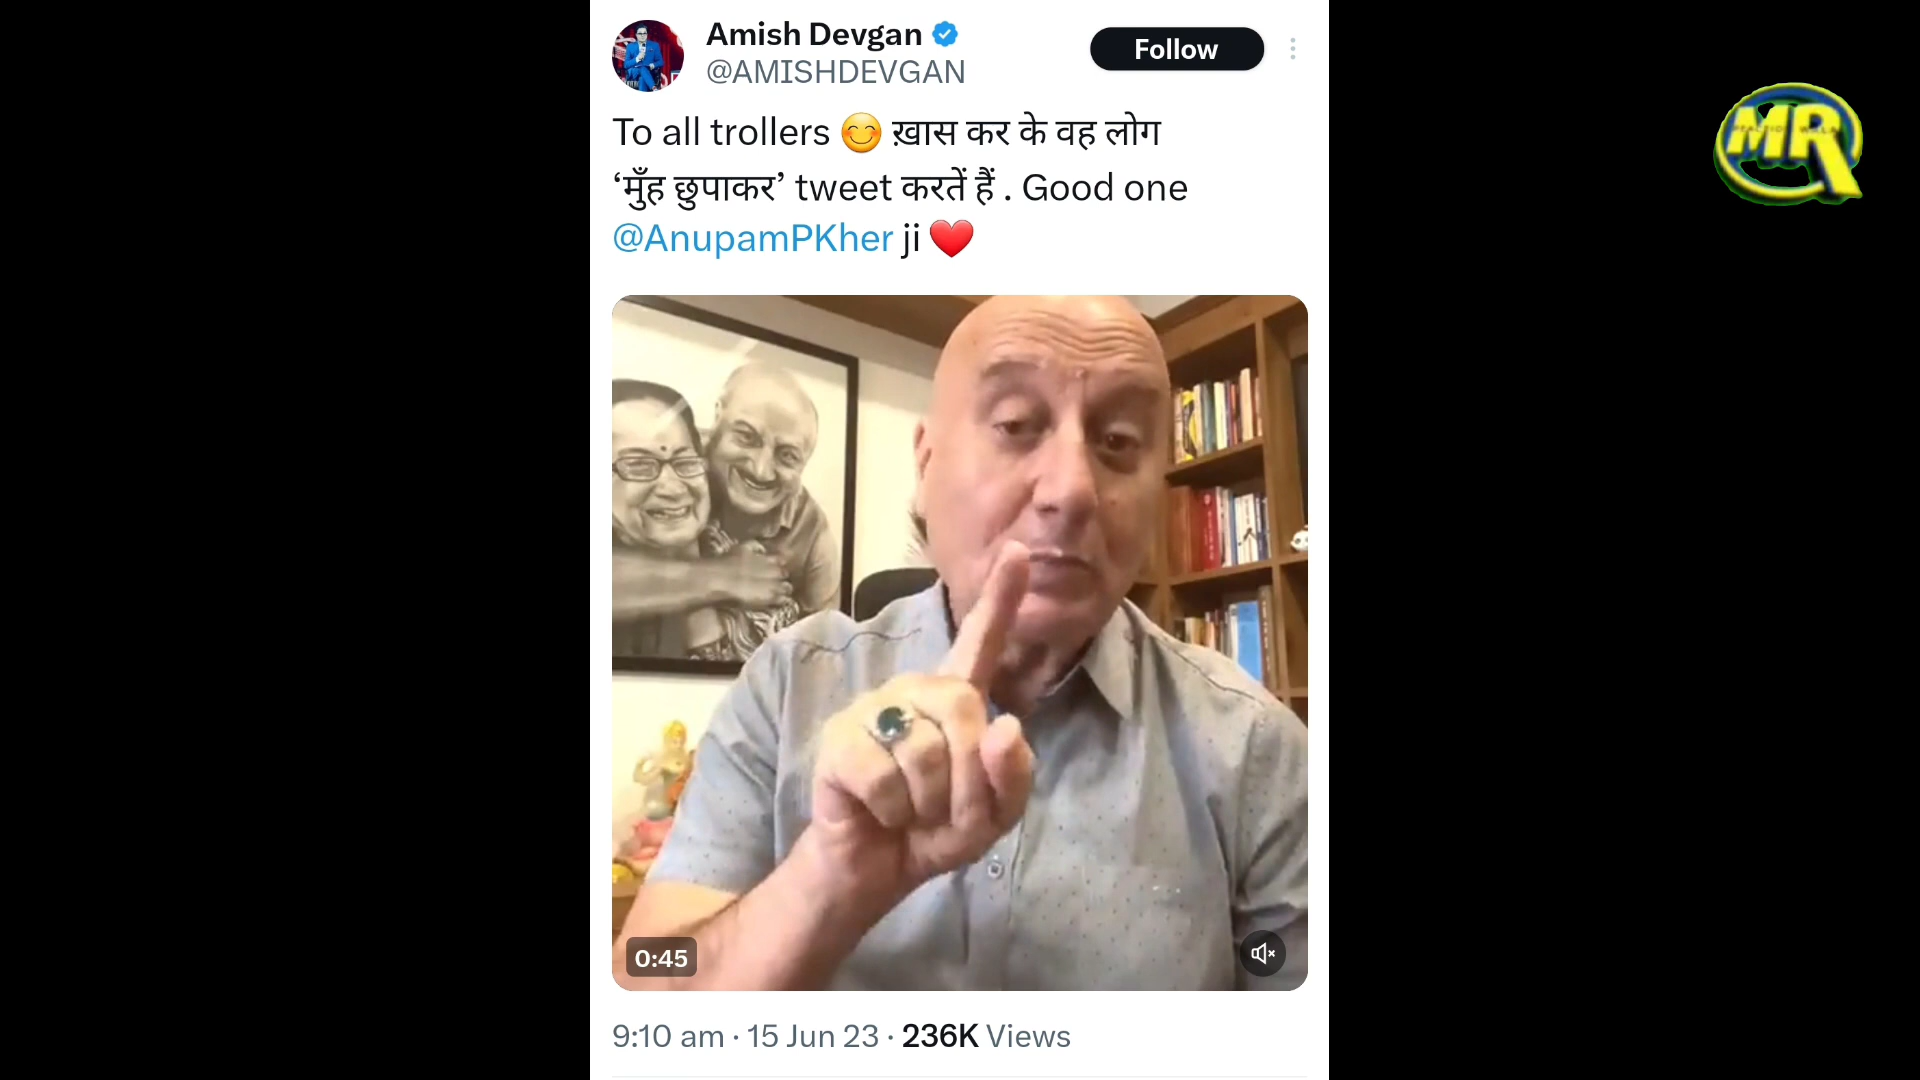 Amish Devgan
@AMISHDEVGAN
Follow
To all trollers 😊 ख़ास कर के वह लोग
‘मुँह छुपाकर’ tweet करतें हैं . Good one
@AnupamPKher ji ❤️
0:45
9:10 am · 15 Jun 23 · 236K Views
MR